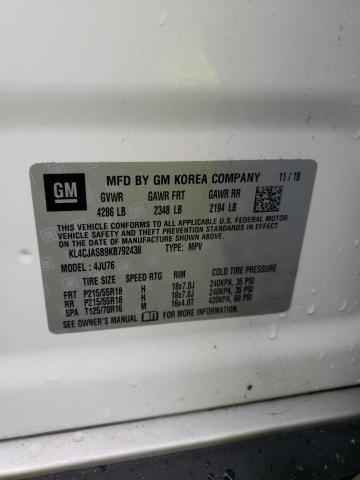 GM
MFD BY GM KOREA COMPANY 11/18
GVWR GAWR FRT GAWR RR
4286 LB 2348 LB 2194 LB
THIS VEHICLE CONFORMS TO ALL APPLICABLE U.S. FEDERAL MOTOR
VEHICLE SAFETY, BUMPER, AND THEFT PREVENTION STANDARDS
IN EFFECT ON THE DATE OF MANUFACTURE SHOWN ABOVE.
KL4CJASB9KB792438 TYPE: MPV
MODEL: 4JU76
TIRE SIZE SPEED RTG RIM COLD TIRE PRESSURE
FRT P215/55R18 H 18x7.0J 240KPA, 35 PSI
RR P215/55R18 H 18x7.0J 240KPA, 35 PSI
SPA T125/70R16 M 16x4.0T 420KPA, 60 PSI
SEE OWNER'S MANUAL FOR MORE INFORMATION.